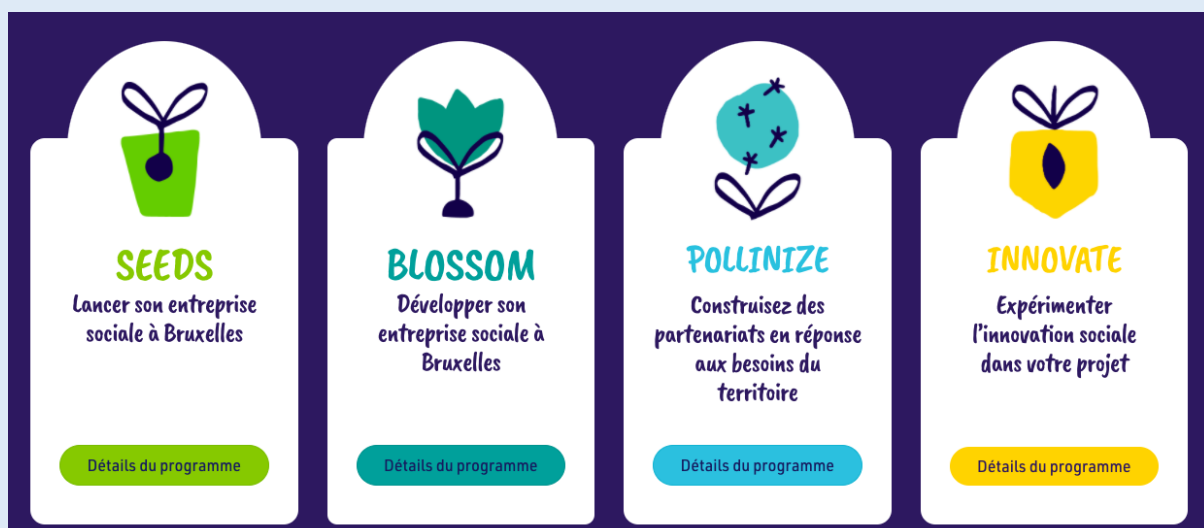 SEEDS
Lancer son entreprise
sociale à Bruxelles
Détails du programme
BLOSSOM
Développer son
entreprise sociale à
Bruxelles
Détails du programme
POLLINIZE
Construisez des
partenariats en réponse
aux besoins du
territoire
Détails du programme
INNOVATE
Expérimenter
l'innovation sociale
dans votre projet
Détails du programme